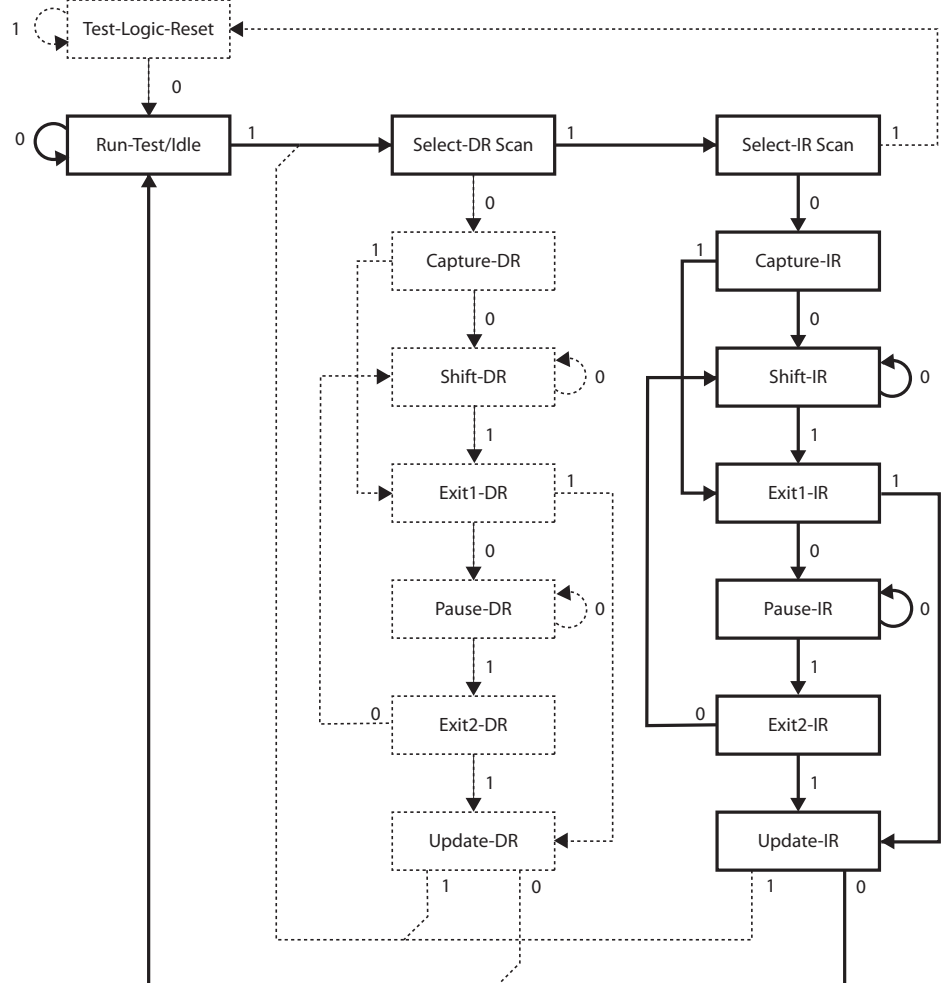 1
Test-Logic-Reset
0
0
Run-Test/Idle
1
Select-DR Scan
1
Select-IR Scan
1
0
0
1
Capture-DR
1
Capture-IR
0
0
Shift-DR
0
Shift-IR
0
1
1
Exit1-DR
1
Exit1-IR
1
0
0
Pause-DR
0
Pause-IR
0
1
1
0
Exit2-DR
0
Exit2-IR
1
1
Update-DR
Update-IR
1
0
1
0